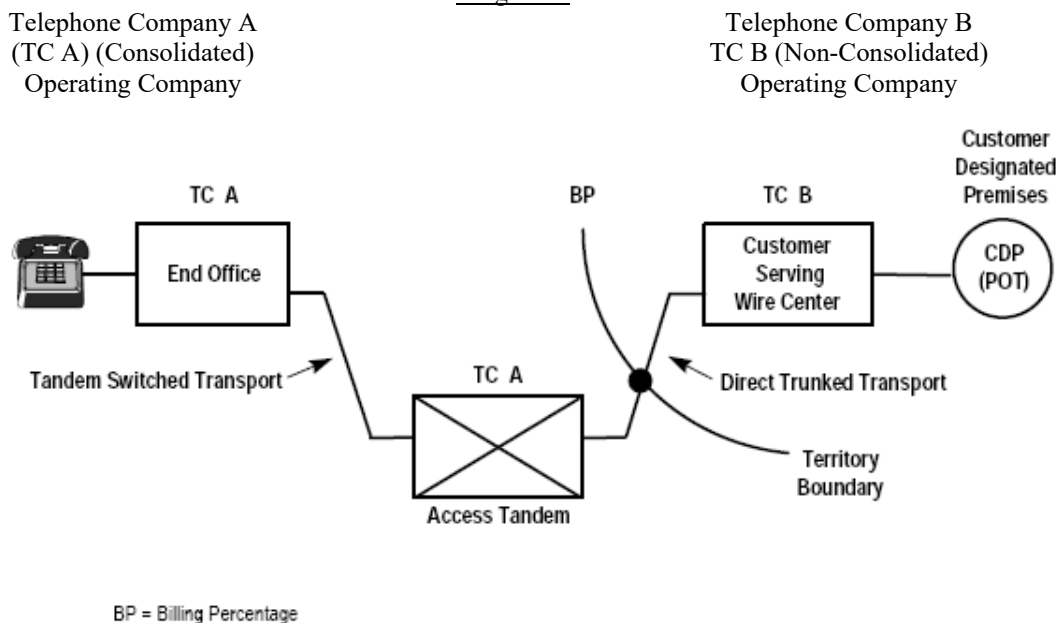 Telephone Company A
(TC A) (Consolidated)
Operating Company
Telephone Company B
TC B (Non-Consolidated)
Operating Company
Customer
Designated
Premises
TC A
BP
TC B
End Office
Customer
Serving
Wire Center
CDP
(POT)
Tandem Switched Transport
TC A
Direct Trunked Transport
Territory
Boundary
Access Tandem
BP = Billing Percentage